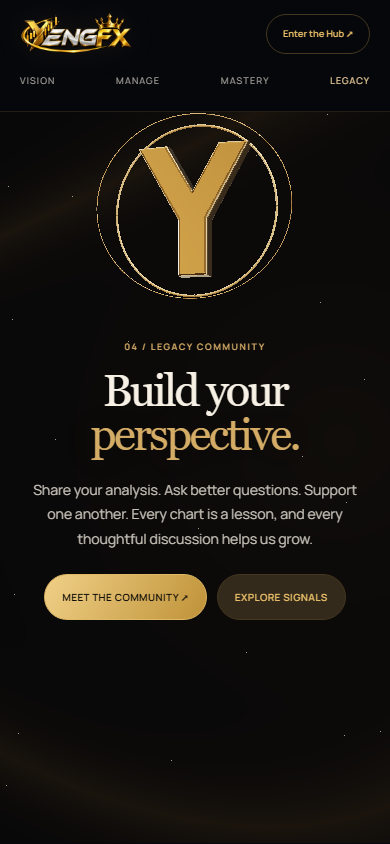 YENGFX
Enter the Hub ↗
VISION MANAGE MASTERY LEGACY
Y
04 / LEGACY COMMUNITY
Build your
perspective.
Share your analysis. Ask better questions. Support
one another. Every chart is a lesson, and every
thoughtful discussion helps us grow.
MEET THE COMMUNITY ↗ EXPLORE SIGNALS